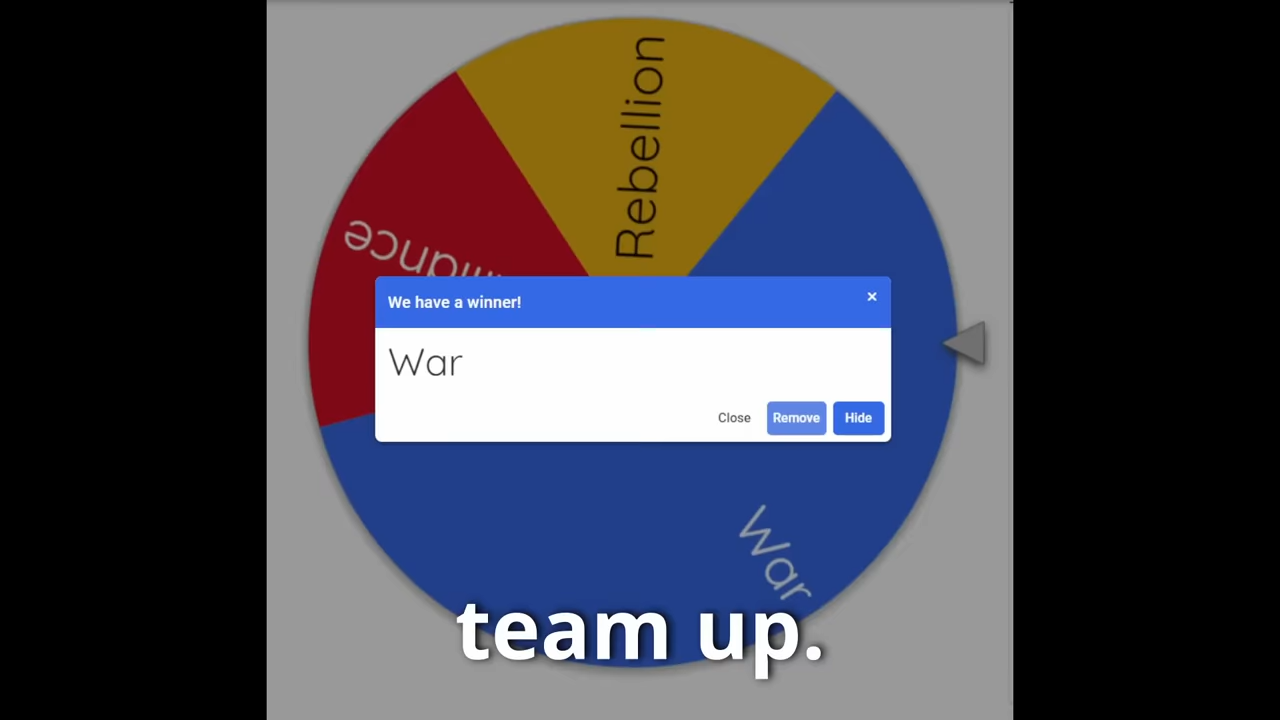 Rebellion
We have a winner!
×
War
Close
Remove
Hide
War
team up.